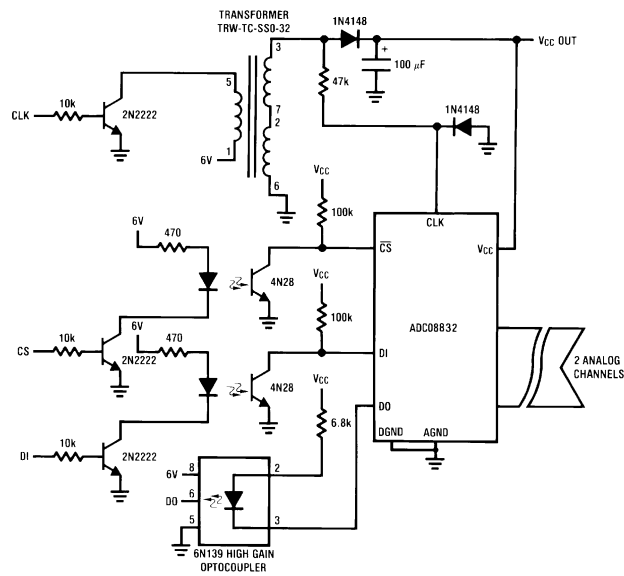 TRANSFORMER
TRW-TC-SS0-32
1N4148
VCC OUT
3
5
+
100 µF
47k
10k
CLK
2N2222
7
2
1N4148
1
6V
6
VCC
100k
CLK
6V
470
CS
VCC
4N28
VCC
6V
470
100k
ADC08832
10k
CS
2N2222
DI
2 ANALOG
CHANNELS
4N28
VCC
DO
6.8k
10k
DI
2N2222
DGND
AGND
6V
8
2
DO
6
5
3
6N139 HIGH GAIN
OPTOCOUPLER